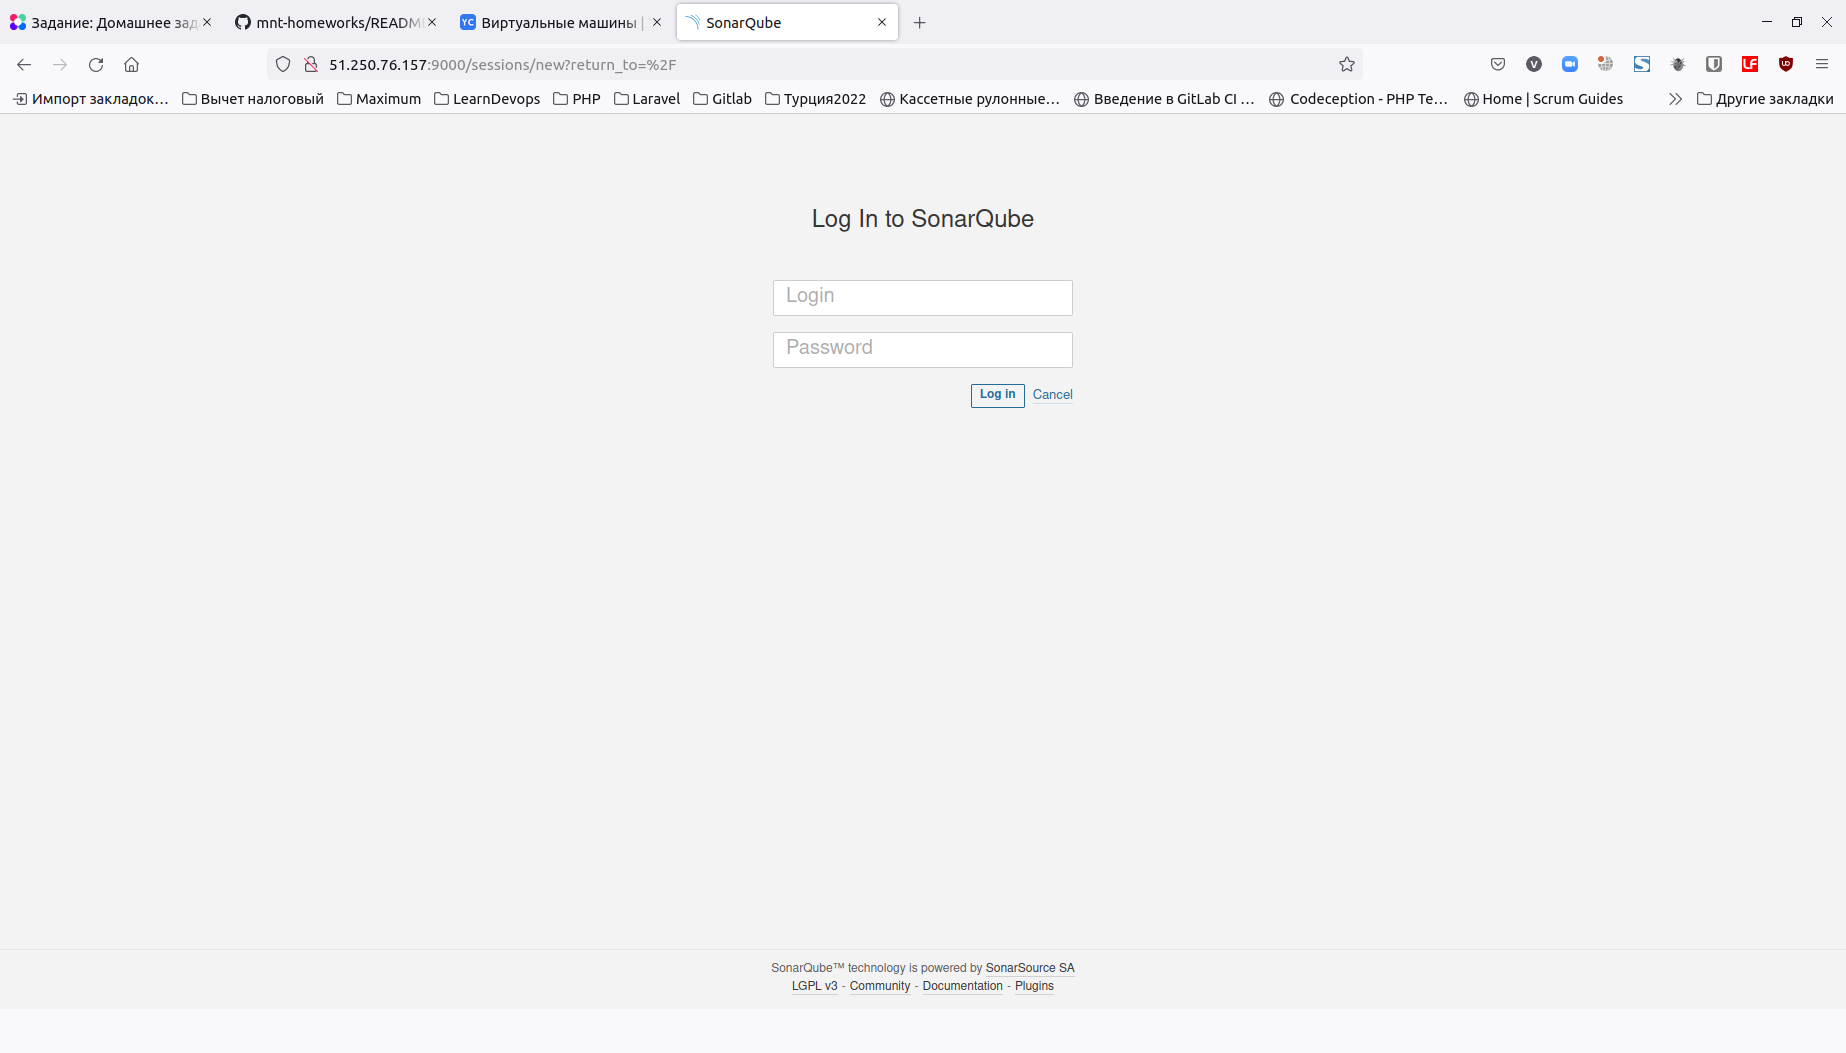 Задание: Домашнее зад
mnt-homeworks/READM
YC Виртуальные машины |
SonarQube
51.250.76.157:9000/sessions/new?return_to=%2F
V
S
LF
Импорт закладок…
Вычет налоговый
Maximum
LearnDevops
PHP
Laravel
Gitlab
Турция2022
Кассетные рулонные…
Введение в GitLab CI …
Codeception - PHP Te…
Home | Scrum Guides
Другие закладки
Log In to SonarQube
Login
Password
Log in Cancel
SonarQube™ technology is powered by SonarSource SA
LGPL v3 - Community - Documentation - Plugins